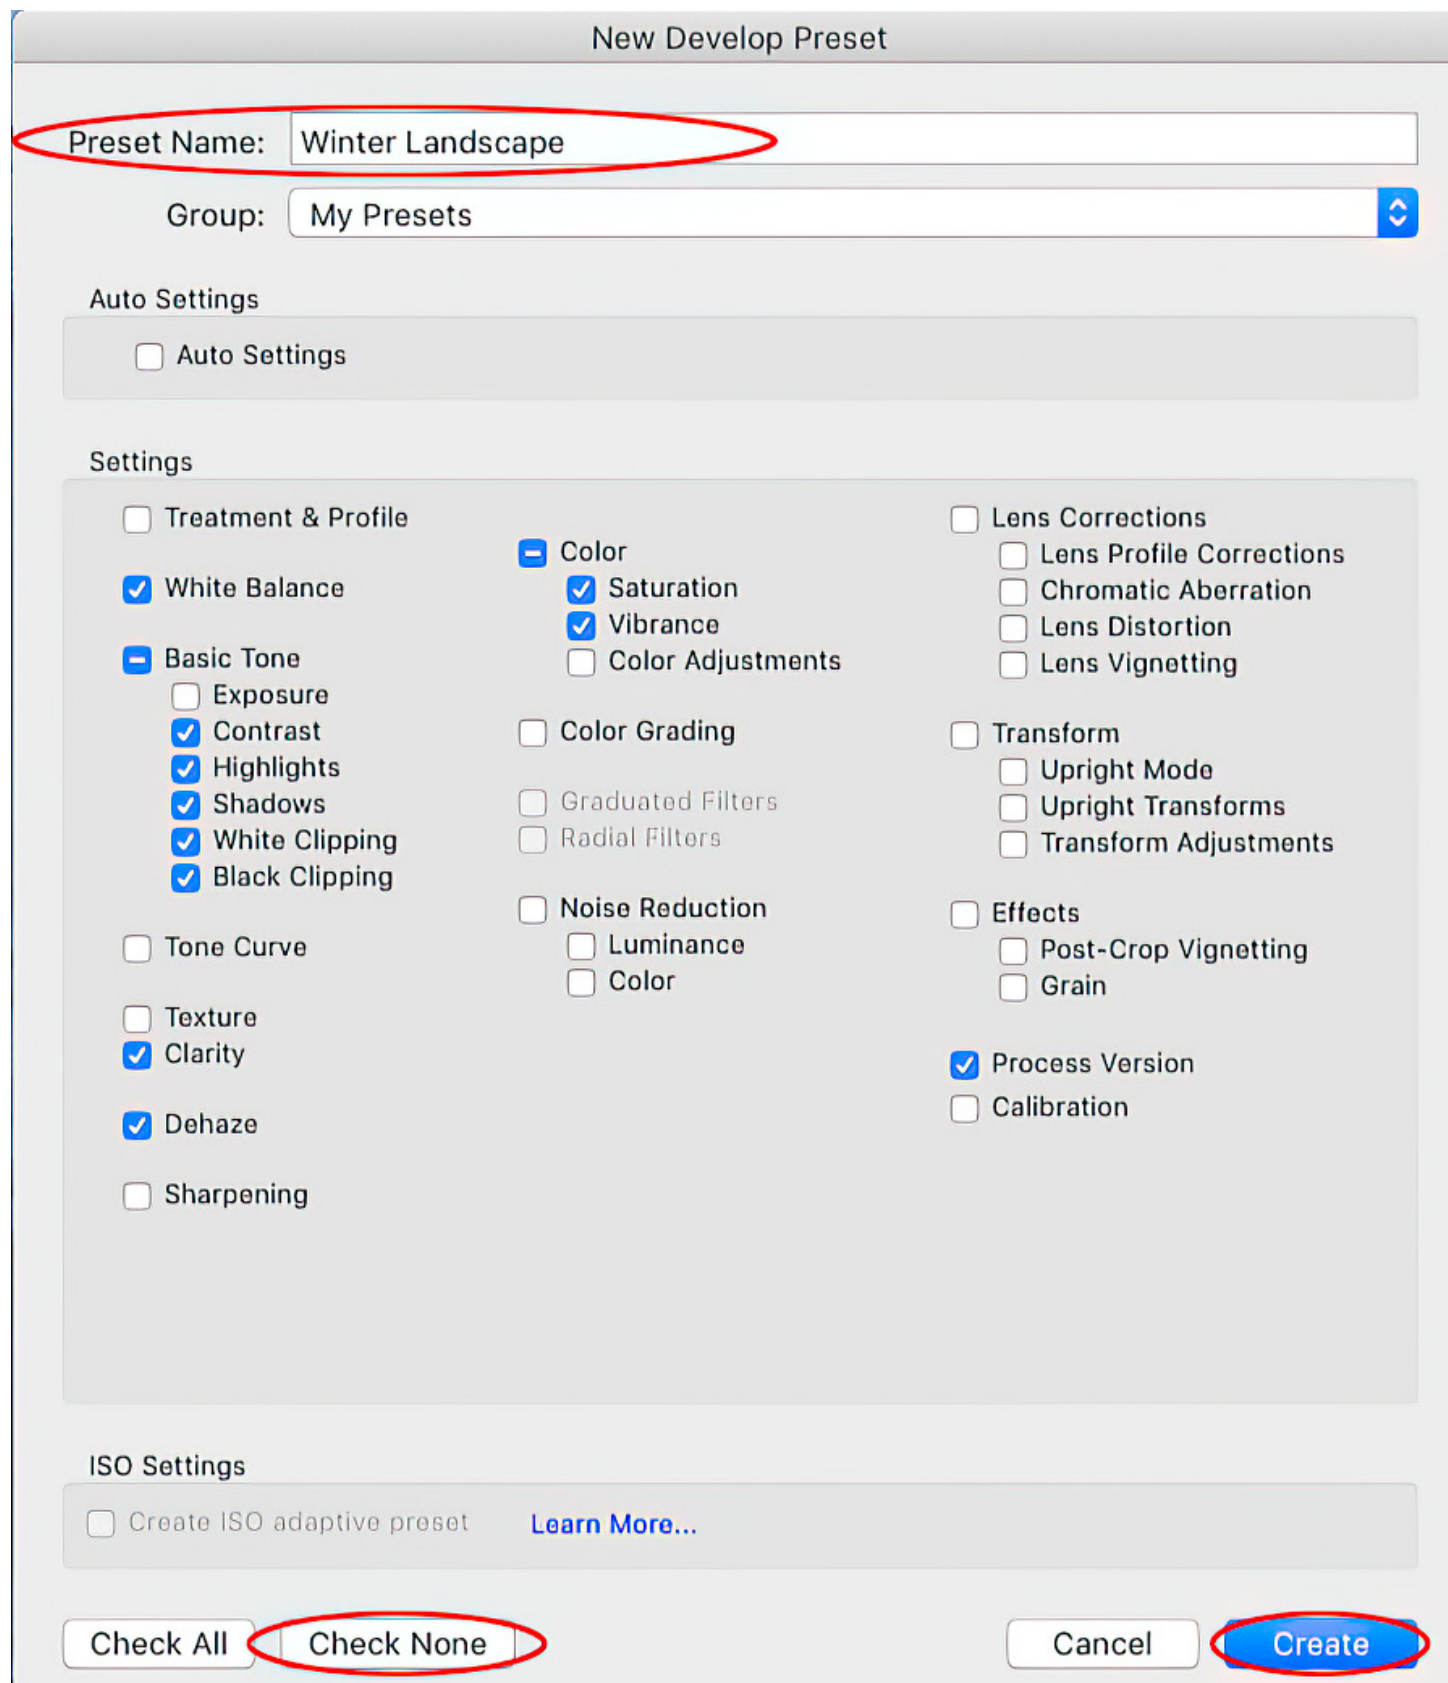 New Develop Preset
Preset Name: Winter Landscape
Group: My Presets
Auto Settings
Auto Settings
Settings
Treatment & Profile
White Balance
Basic Tone
Exposure
Contrast
Highlights
Shadows
White Clipping
Black Clipping
Tone Curve
Texture
Clarity
Dehaze
Sharpening
Color
Saturation
Vibrance
Color Adjustments
Color Grading
Graduated Filters
Radial Filters
Noise Reduction
Luminance
Color
Lens Corrections
Lens Profile Corrections
Chromatic Aberration
Lens Distortion
Lens Vignetting
Transform
Upright Mode
Upright Transforms
Transform Adjustments
Effects
Post-Crop Vignetting
Grain
Process Version
Calibration
ISO Settings
Create ISO adaptive preset Learn More...
Check All Check None Cancel Create